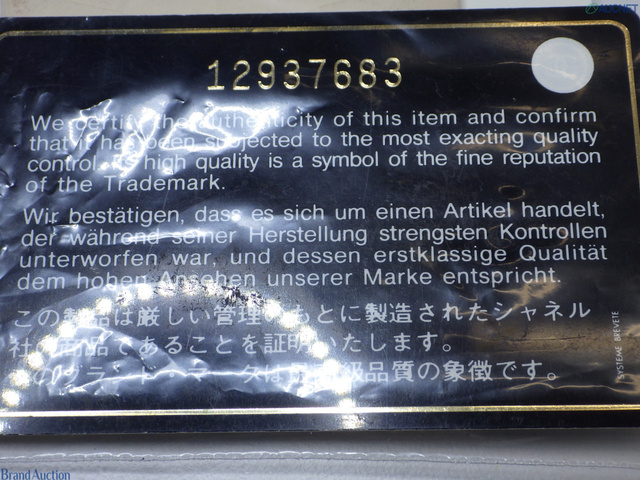 12937683
We certify the authenticity of this item and confirm
that it has been subjected to the most exacting quality
control. Its high quality is a symbol of the fine reputation
of the Trademark.
Wir bestätigen, dass es sich um einen Artikel handelt,
der während seiner Herstellung strengsten Kontrollen
unterworfen war, und dessen erstklassige Qualität
dem hohen Ansehen unserer Marke entspricht.
この製品は厳しい管理のもとに製造されたシャネル
社の商品であることを証明いたします。
のグランド・マークは最高級品質の象徴です。
SYSTEME BREVETE
Brand Auction